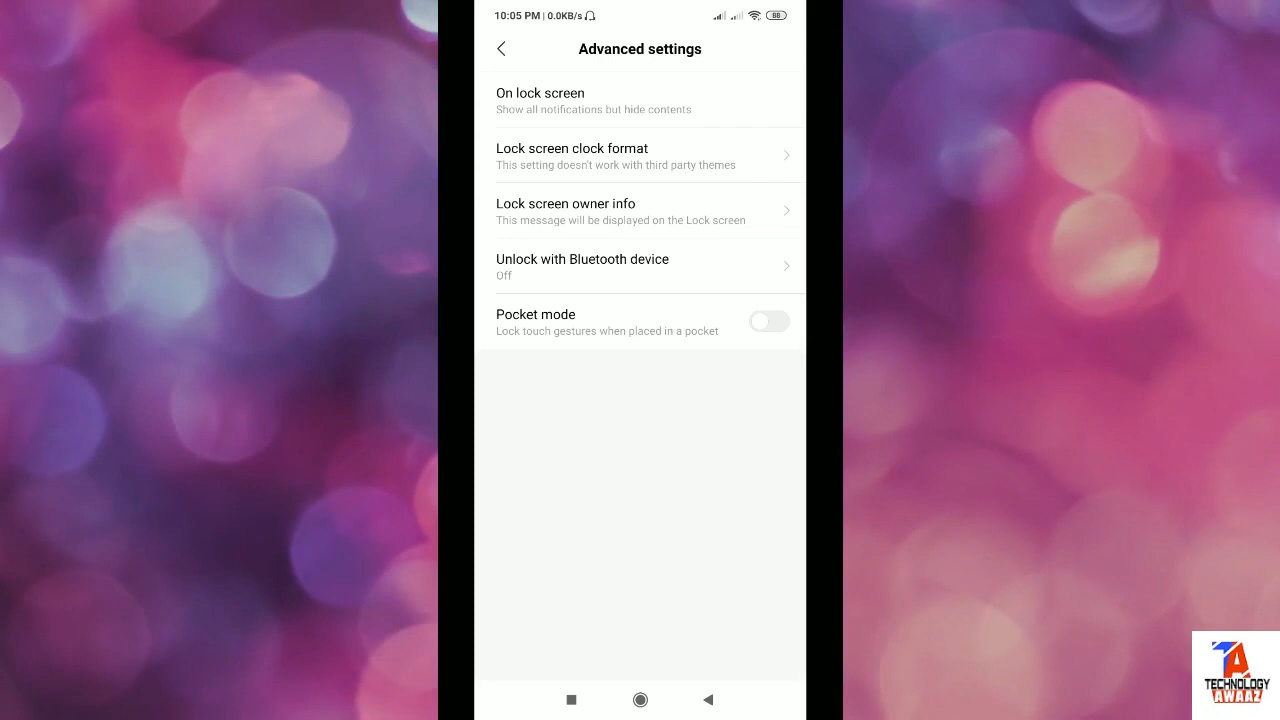 10:05 PM | 0.0KB/s
88
Advanced settings
On lock screen
Show all notifications but hide contents
Lock screen clock format
This setting doesn't work with third party themes
Lock screen owner info
This message will be displayed on the Lock screen
Unlock with Bluetooth device
Off
Pocket mode
Lock touch gestures when placed in a pocket
TA
TECHNOLOGY
AWAAZ